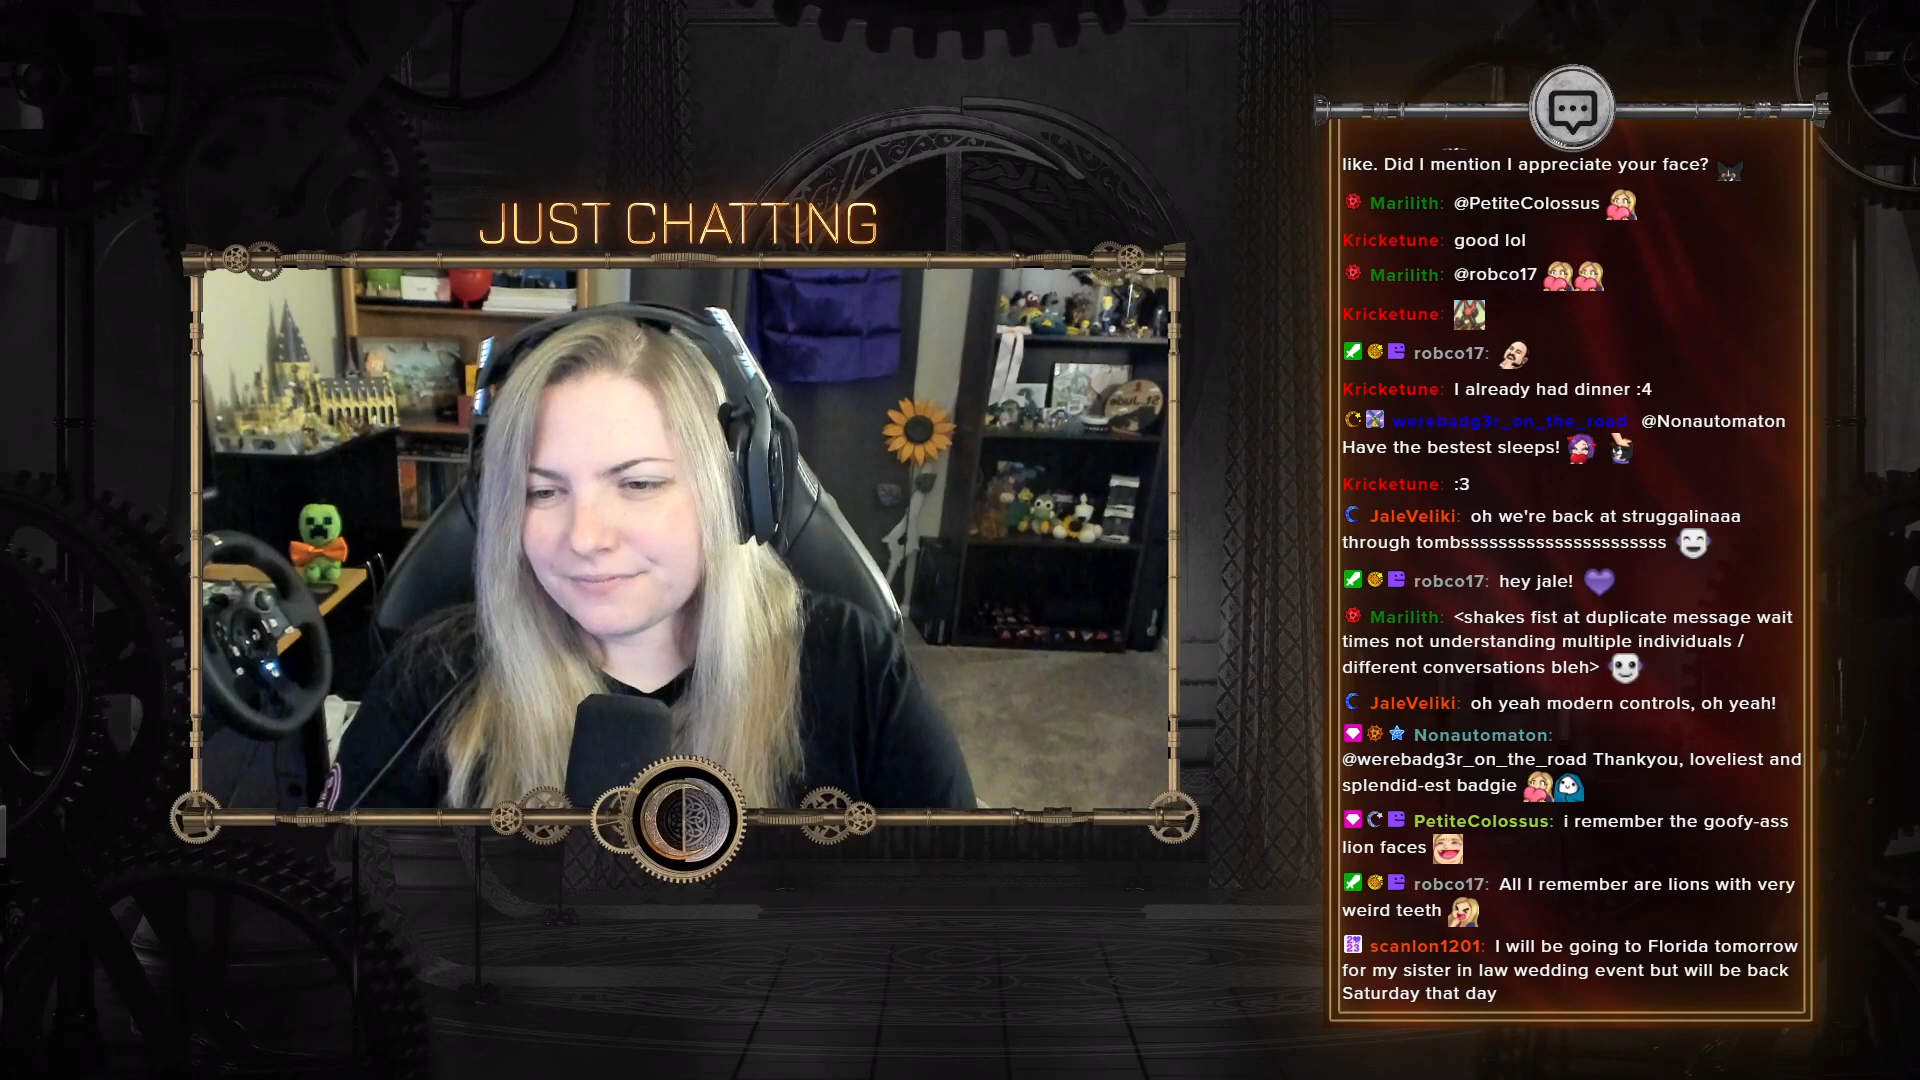 JUST CHATTING
like. Did I mention I appreciate your face?
Marilith: @PetiteColossus
Kricketune: good lol
Marilith: @robco17
Kricketune:
robco17:
Kricketune: I already had dinner :4
werebadg3r_on_the_road: @Nonautomaton
Have the bestest sleeps!
Kricketune: :3
JaleVeliki: oh we're back at struggalinaaa
through tombsssssssssssssssssssssss
robco17: hey jale!
Marilith: <shakes fist at duplicate message wait
times not understanding multiple individuals /
different conversations bleh>
JaleVeliki: oh yeah modern controls, oh yeah!
Nonautomaton:
@werebadg3r_on_the_road Thankyou, loveliest and
splendid-est badgie
PetiteColossus: i remember the goofy-ass
lion faces
robco17: All I remember are lions with very
weird teeth
scanlon1201: I will be going to Florida tomorrow
for my sister in law wedding event but will be back
Saturday that day